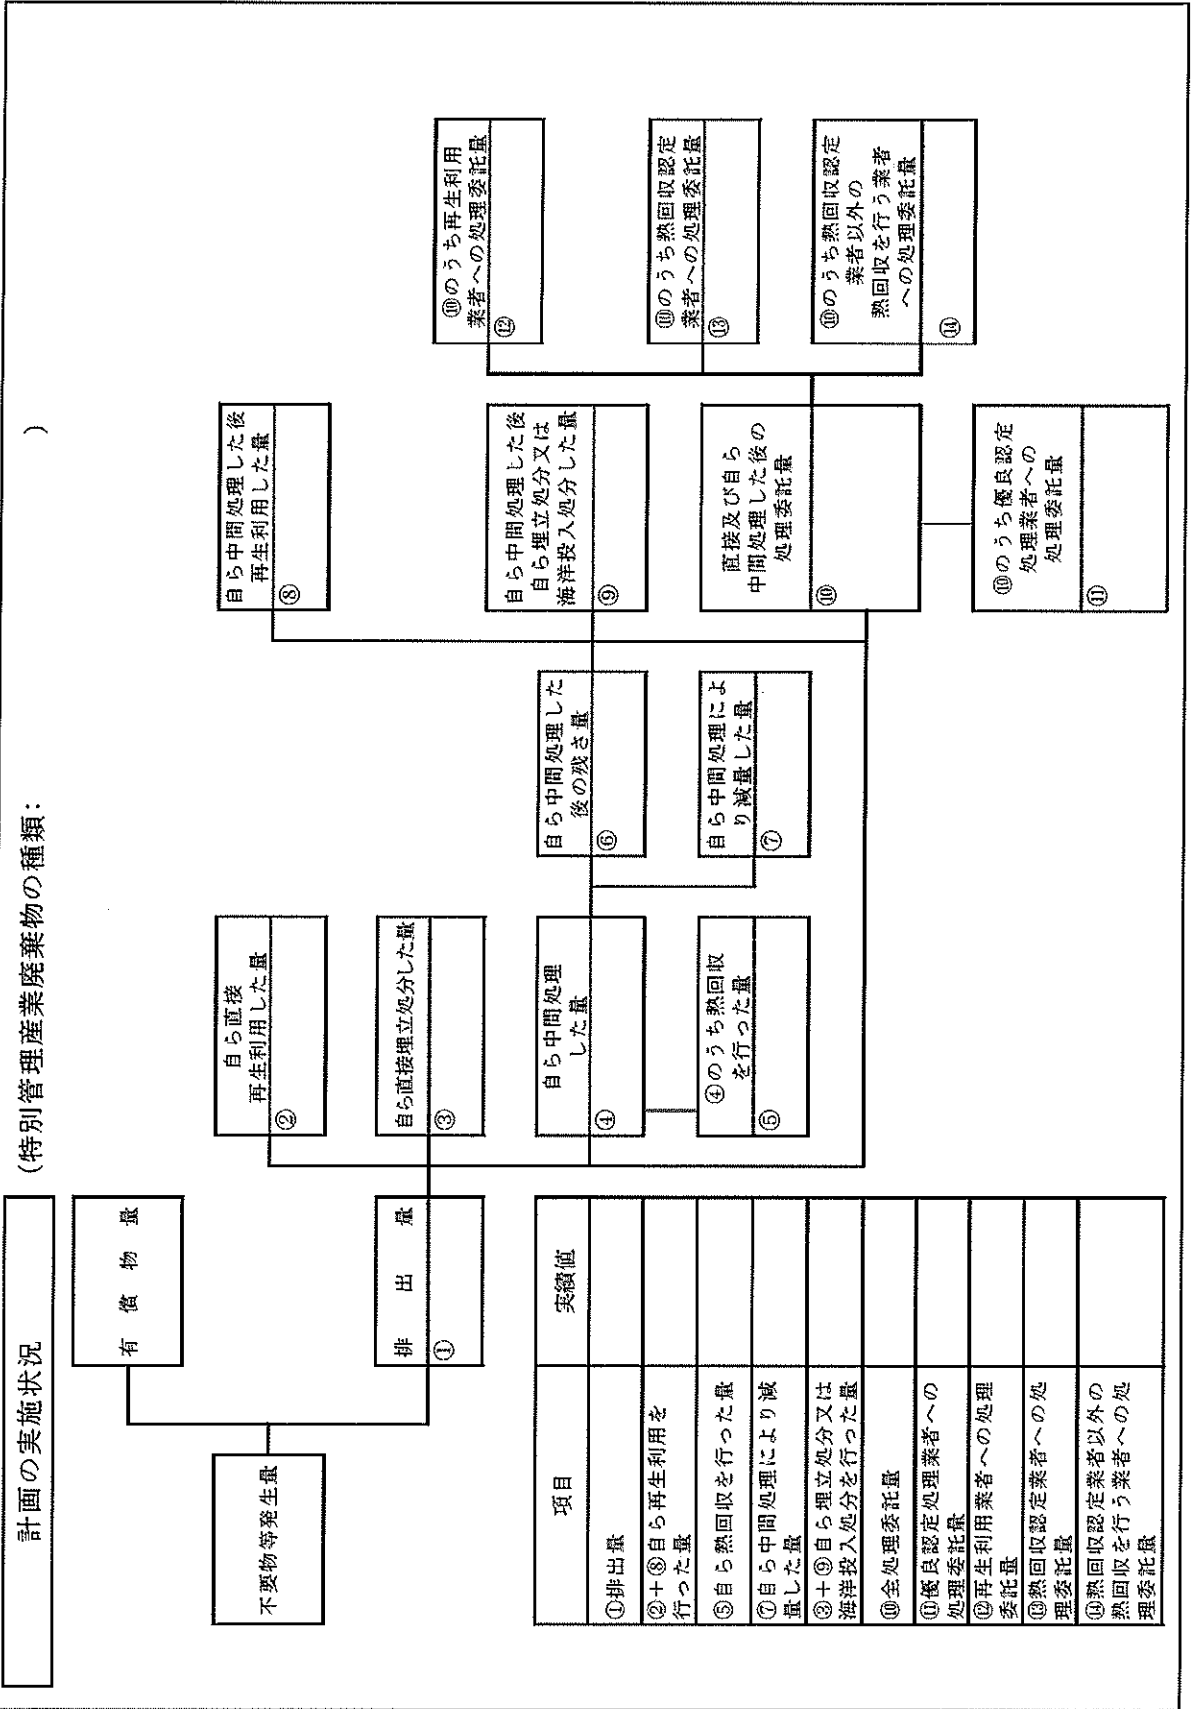 計画の実施状況
(特別管理産業廃棄物の種類: )
不要物等発生量
有償物量
排出量
①
自ら直接
再生利用した量
②
自ら直接埋立処分した量
③
自ら中間処理
した量
④
④のうち熱回収
を行った量
⑤
自ら中間処理した
後の残さ量
⑥
自ら中間処理によ
り減量した量
⑦
自ら中間処理した後
再生利用した量
⑧
自ら中間処理した後
自ら埋立処分又は
海洋投入処分した量
⑨
直接及び自ら
中間処理した後の
処理委託量
⑩
⑩のうち優良認定
処理業者への
処理委託量
⑪
⑩のうち再生利用
業者への処理委託量
⑫
⑩のうち熱回収認定
業者への処理委託量
⑬
⑩のうち熱回収認定
業者以外の
熱回収を行う業者
への処理委託量
⑭
項目
実績値
①排出量
②+⑧自ら再生利用を
行った量
⑤自ら熱回収を行った量
⑦自ら中間処理により減
量した量
③+⑨自ら埋立処分又は
海洋投入処分を行った量
⑩全処理委託量
⑪優良認定処理業者への
処理委託量
⑫再生利用業者への処理
委託量
⑬熱回収認定業者への処
理委託量
⑭熱回収認定業者以外の
熱回収を行う業者への処
理委託量